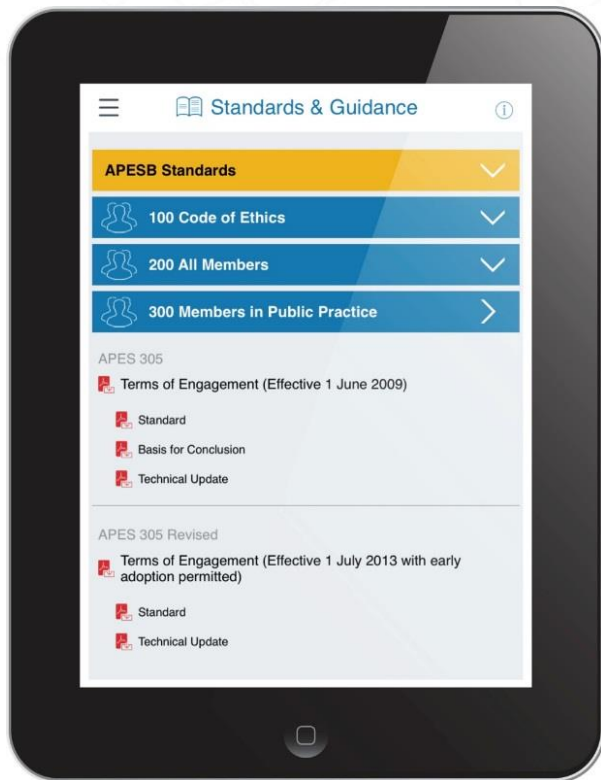 Standards & Guidance
APESB Standards
100 Code of Ethics
200 All Members
300 Members in Public Practice
APES 305
Terms of Engagement (Effective 1 June 2009)
Standard
Basis for Conclusion
Technical Update
APES 305 Revised
Terms of Engagement (Effective 1 July 2013 with early
adoption permitted)
Standard
Technical Update